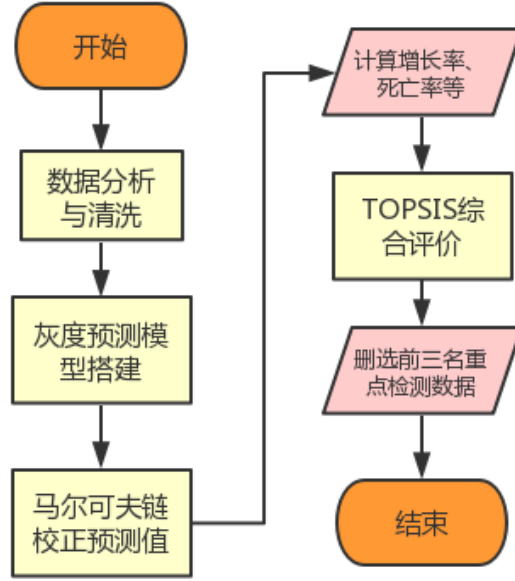 开始
数据分析
与清洗
灰度预测模
型搭建
马尔可夫链
校正预测值
计算增长率、
死亡率等
TOPSIS综
合评价
删选前三名重
点检测数据
结束